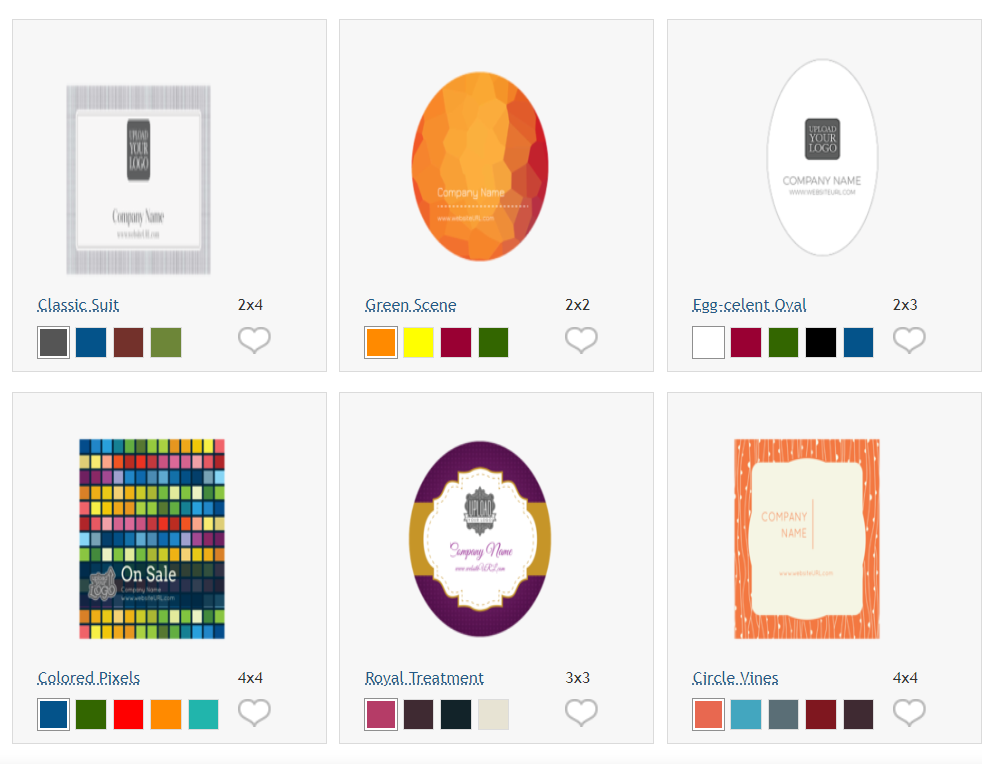 UPLOAD
YOUR
LOGO
Company Name
www.websiteURL.com
Classic Suit
2x4
Company Name
www.websiteURL.com
Green Scene
2x2
UPLOAD
YOUR
LOGO
COMPANY NAME
WWW.WEBSITEURL.COM
Egg-celent Oval
2x3
LOGO
On Sale
Company Name
www.websiteURL.com
Colored Pixels
4x4
UPLOAD
YOUR LOGO
Company Name
www.websiteURL.com
Royal Treatment
3x3
COMPANY
NAME
www.websiteURL.com
Circle Vines
4x4